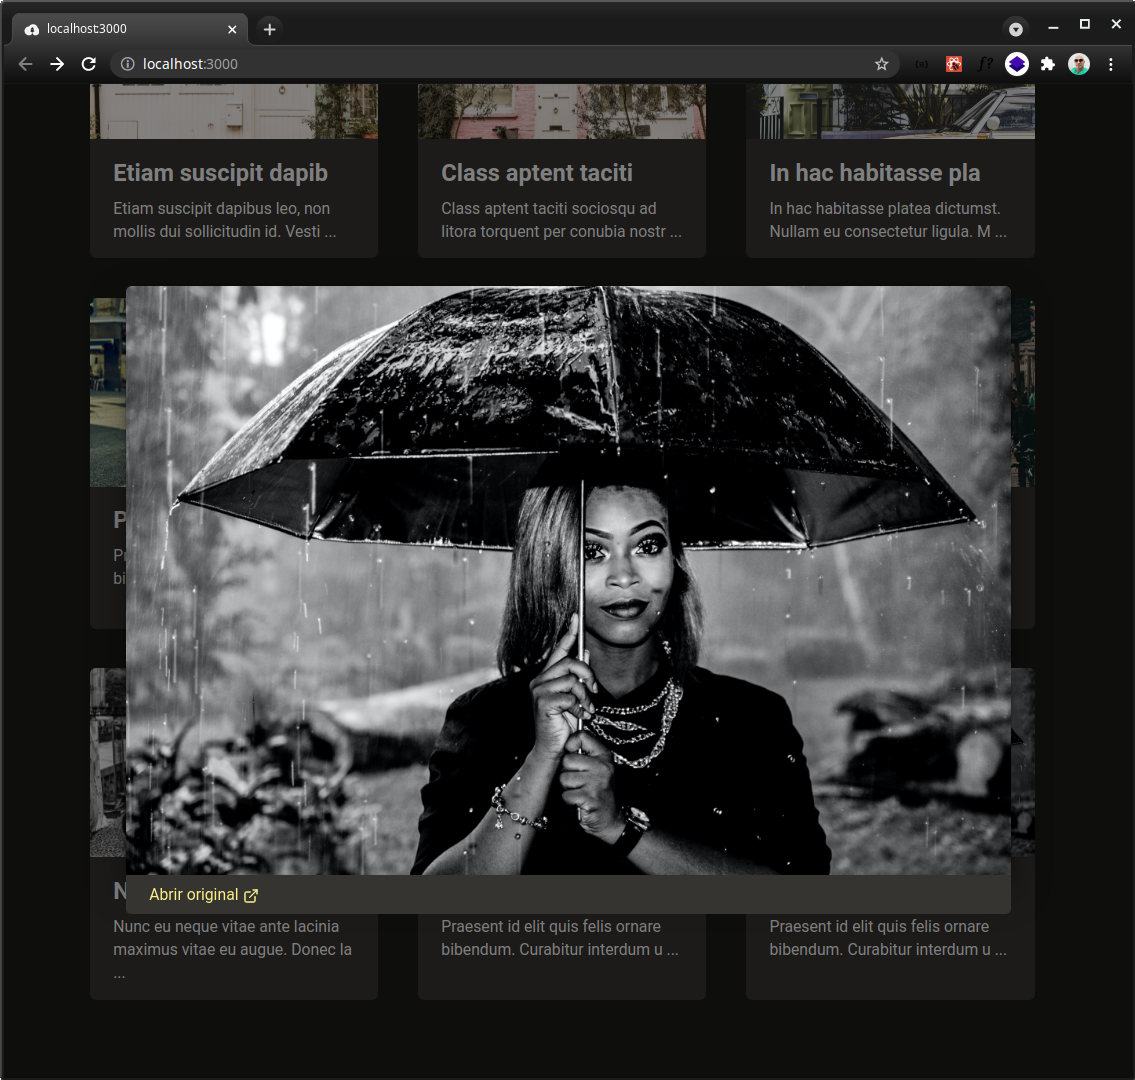 localhost:3000
localhost:3000
Etiam suscipit dapib
Etiam suscipit dapibus leo, non
mollis dui sollicitudin id. Vesti ...
Class aptent taciti
Class aptent taciti sociosqu ad
litora torquent per conubia nostr ...
In hac habitasse pla
In hac habitasse platea dictumst.
Nullam eu consectetur ligula. M ...
P
Pr
bi
Abrir original
N
Nunc eu neque vitae ante lacinia
maximus vitae eu augue. Donec la
...
Praesent id elit quis felis ornare
bibendum. Curabitur interdum u ...
Praesent id elit quis felis ornare
bibendum. Curabitur interdum u ...